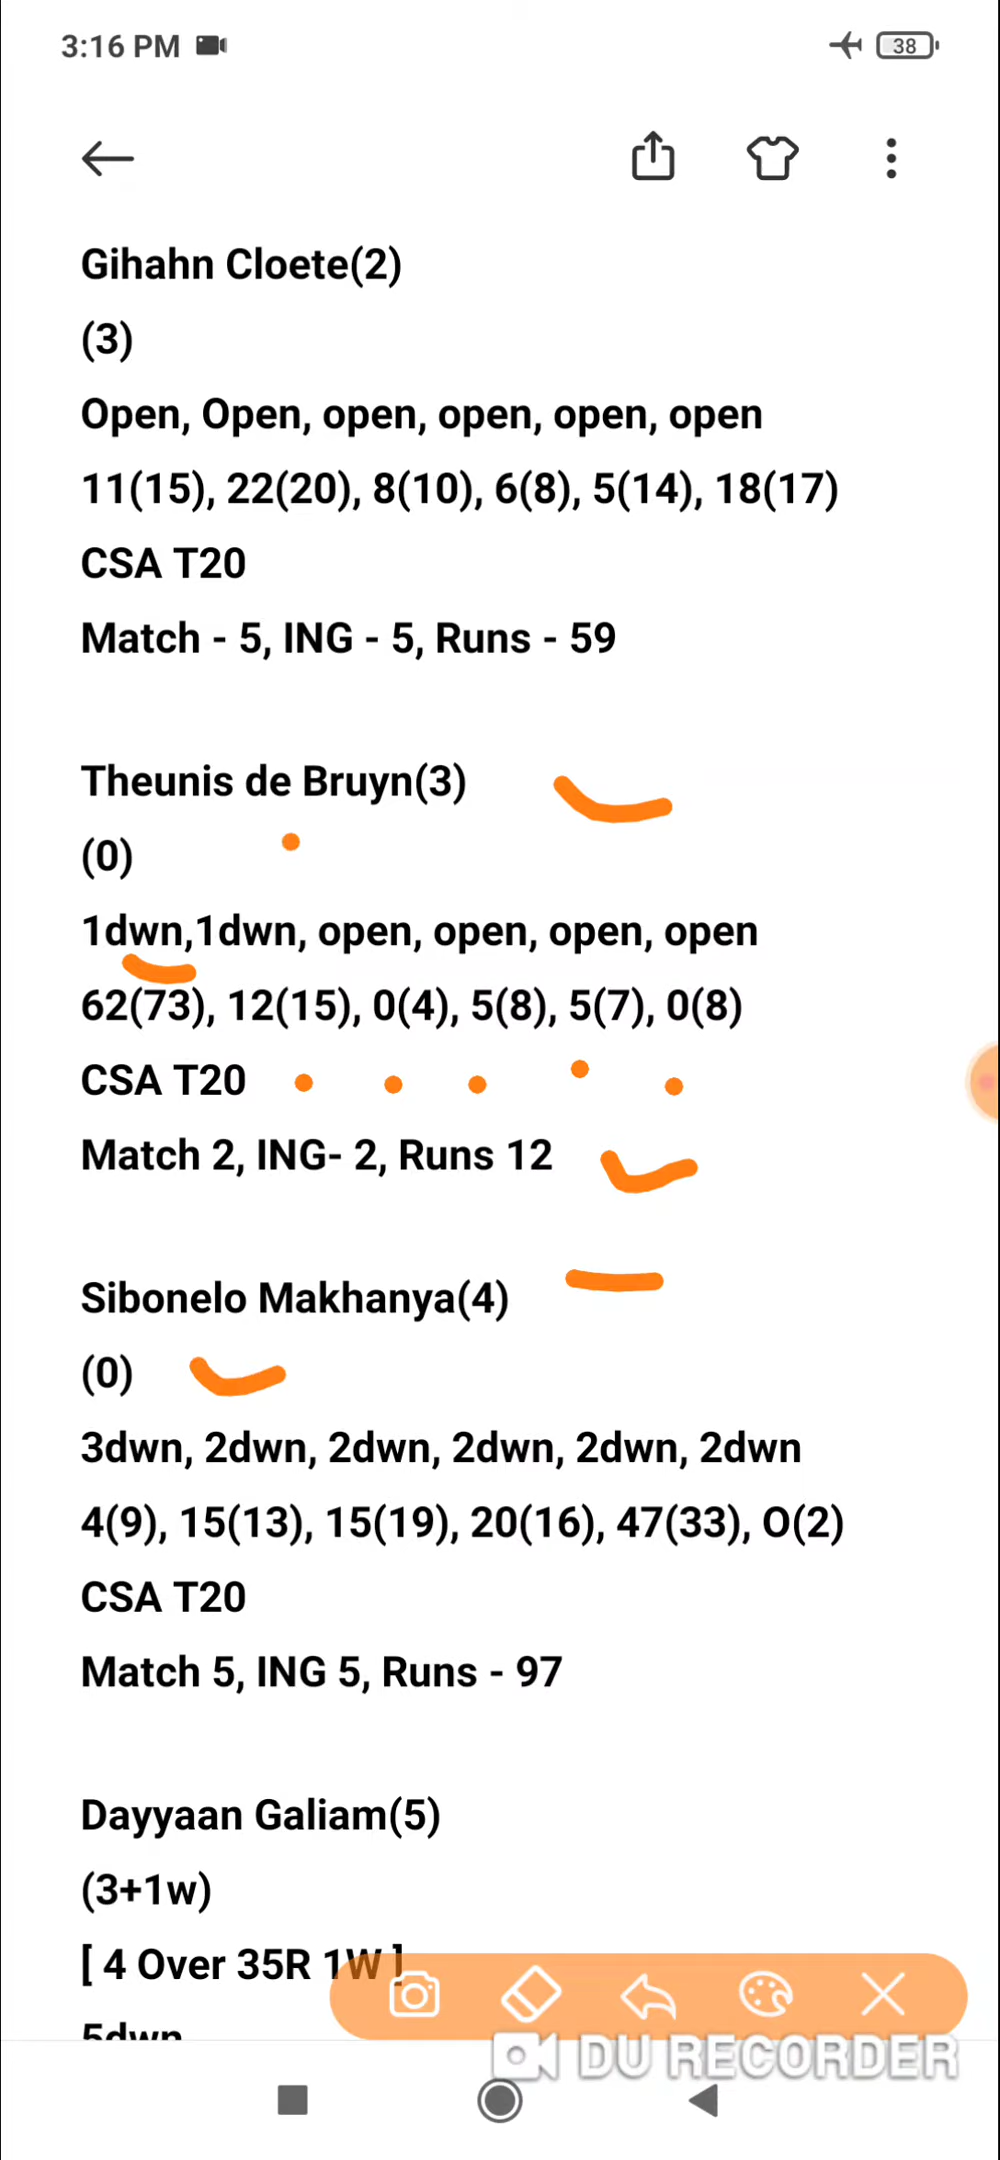 3:16 PM
38
Gihahn Cloete(2)
(3)
Open, Open, open, open, open, open
11(15), 22(20), 8(10), 6(8), 5(14), 18(17)
CSA T20
Match - 5, ING - 5, Runs - 59
Theunis de Bruyn(3)
(0)
1dwn,1dwn, open, open, open, open
62(73), 12(15), 0(4), 5(8), 5(7), 0(8)
CSA T20
Match 2, ING- 2, Runs 12
Sibonelo Makhanya(4)
(0)
3dwn, 2dwn, 2dwn, 2dwn, 2dwn, 2dwn
4(9), 15(13), 15(19), 20(16), 47(33), O(2)
CSA T20
Match 5, ING 5, Runs - 97
Dayyaan Galiam(5)
(3+1w)
[ 4 Over 35R 1W ]
5dwn
DU RECORDER